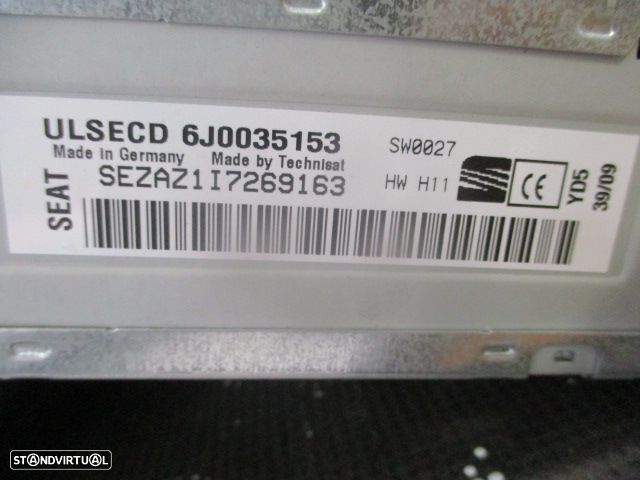 ULSECD 6J0035153
Made in Germany Made by Technisat
SEZAZ1I7269163
SEAT
SW0027
HW H11
CE
YD5
39/09
STANDVIRTUAL